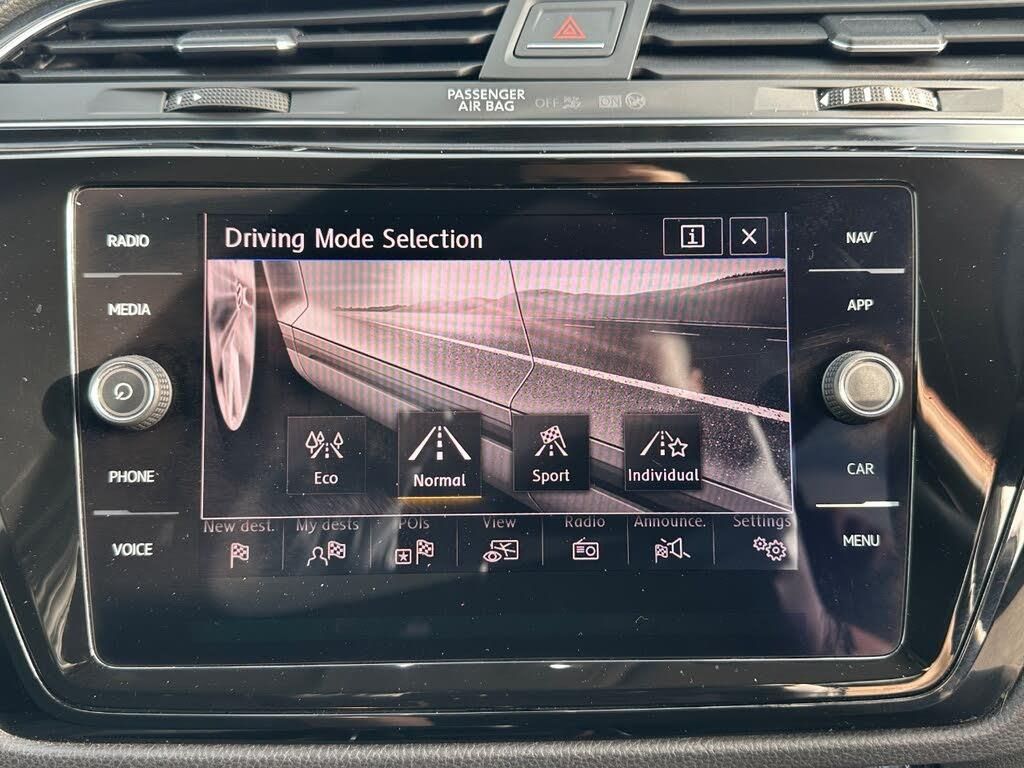 PASSENGER
AIR BAG
OFF
ON
RADIO
Driving Mode Selection
i
X
NAV
MEDIA
APP
PHONE
Eco
Normal
Sport
Individual
CAR
VOICE
New dest.
My dests
POIs
View
Radio
Announce.
Settings
MENU